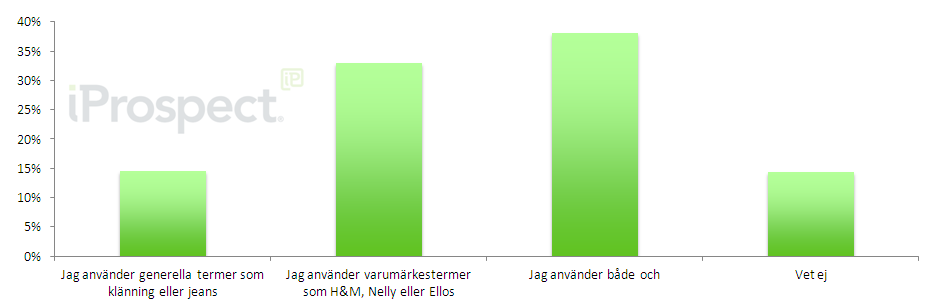 40%
35%
30%
25%
20%
15%
10%
5%
0%
iP
iProspect.
Jag använder generella termer som
klänning eller jeans
Jag använder varumärkestermer
som H&M, Nelly eller Ellos
Jag använder både och
Vet ej